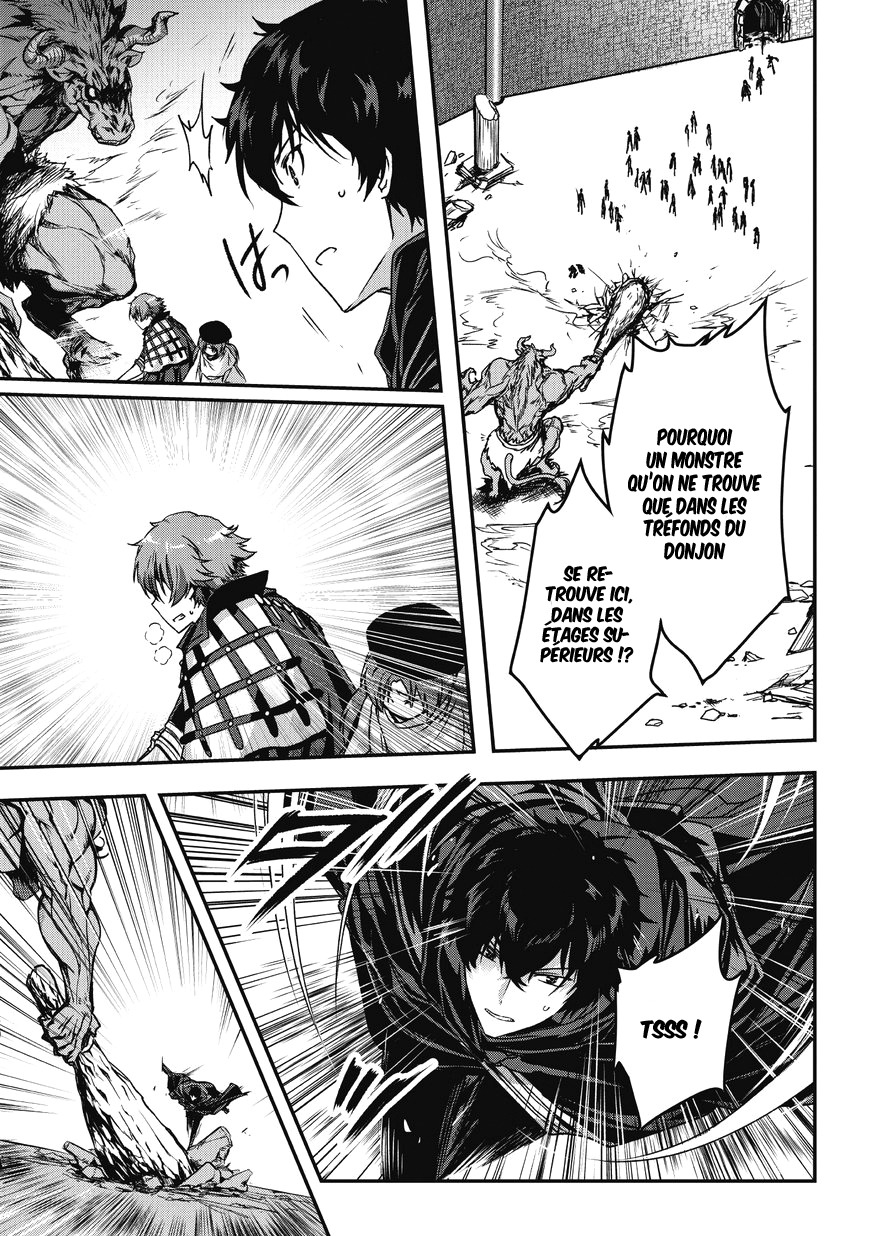 POURQUOI
UN MONSTRE
QU'ON NE TROUVE
QUE DANS LES
TRÉFONDS DU
DONJON
SE RE-
TROUVE ICI,
DANS LES
ÉTAGES SU-
PÉRIEURS !?
はっ
TSSS !